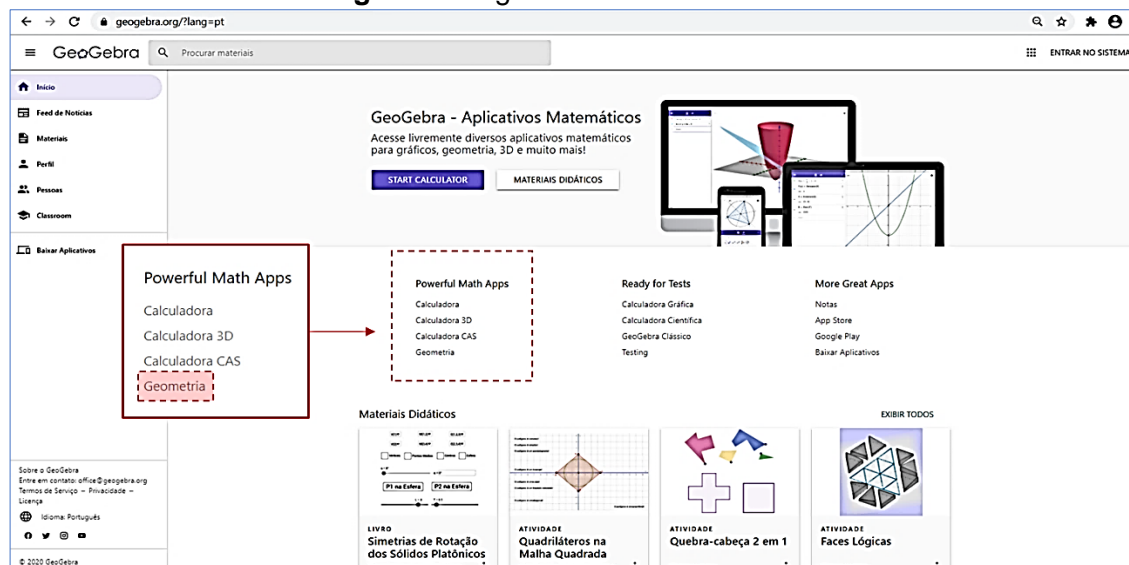 geogebra.org/?lang=pt
GeoGebra
Procurar materiais
ENTRAR NO SISTEMA
Início
Feed de Notícias
Materiais
Perfil
Pessoas
Classroom
Baixar Aplicativos
GeoGebra - Aplicativos Matemáticos
Acesse livremente diversos aplicativos matemáticos
para gráficos, geometria, 3D e muito mais!
START CALCULATOR
MATERIAIS DIDÁTICOS
Powerful Math Apps
Calculadora
Calculadora 3D
Calculadora CAS
Geometria
Powerful Math Apps
Calculadora
Calculadora 3D
Calculadora CAS
Geometria
Ready for Tests
Calculadora Gráfica
Calculadora Científica
GeoGebra Clássico
Testing
More Great Apps
Notas
App Store
Google Play
Baixar Aplicativos
Materiais Didáticos
EXIBIR TODOS
P1 na Esfera
P2 na Esfera
LIVRO
Simetrias de Rotação
dos Sólidos Platônicos
ATIVIDADE
Quadriláteros na
Malha Quadrada
ATIVIDADE
Quebra-cabeça 2 em 1
ATIVIDADE
Faces Lógicas
Sobre o GeoGebra
Entre em contato: office@geogebra.org
Termos de Serviço – Privacidade –
Licença
Idioma: Português
© 2020 GeoGebra